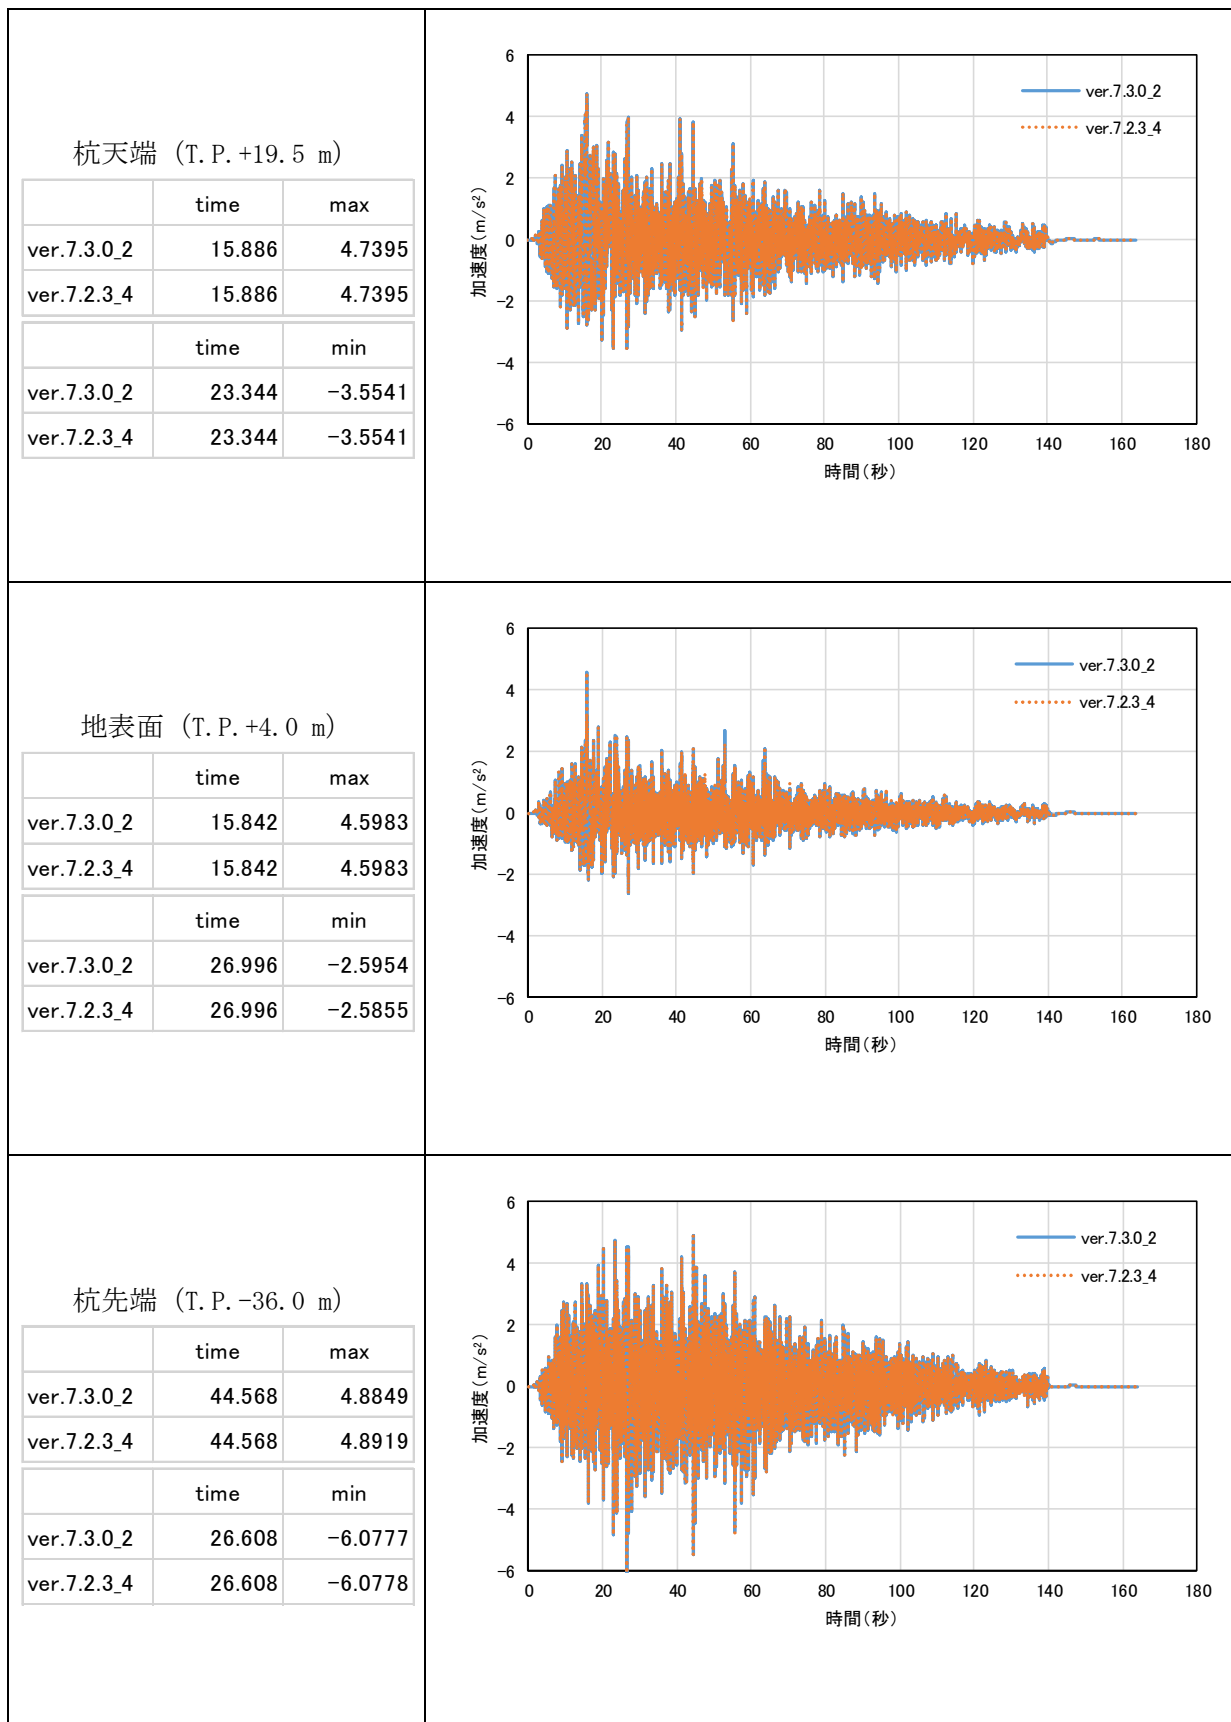 杭天端 (T.P.+19.5 m)
time max
ver.7.3.0_2 15.886 4.7395
ver.7.2.3_4 15.886 4.7395
time min
ver.7.3.0_2 23.344 −3.5541
ver.7.2.3_4 23.344 −3.5541
6
4
2
0
−2
−4
−6
加速度(m/s²)
0 20 40 60 80 100 120 140 160 180
時間(秒)
ver.7.3.0_2
ver.7.2.3_4
地表面 (T.P.+4.0 m)
time max
ver.7.3.0_2 15.842 4.5983
ver.7.2.3_4 15.842 4.5983
time min
ver.7.3.0_2 26.996 −2.5954
ver.7.2.3_4 26.996 −2.5855
6
4
2
0
−2
−4
−6
加速度(m/s²)
0 20 40 60 80 100 120 140 160 180
時間(秒)
ver.7.3.0_2
ver.7.2.3_4
杭先端 (T.P.-36.0 m)
time max
ver.7.3.0_2 44.568 4.8849
ver.7.2.3_4 44.568 4.8919
time min
ver.7.3.0_2 26.608 −6.0777
ver.7.2.3_4 26.608 −6.0778
6
4
2
0
−2
−4
−6
加速度(m/s²)
0 20 40 60 80 100 120 140 160 180
時間(秒)
ver.7.3.0_2
ver.7.2.3_4